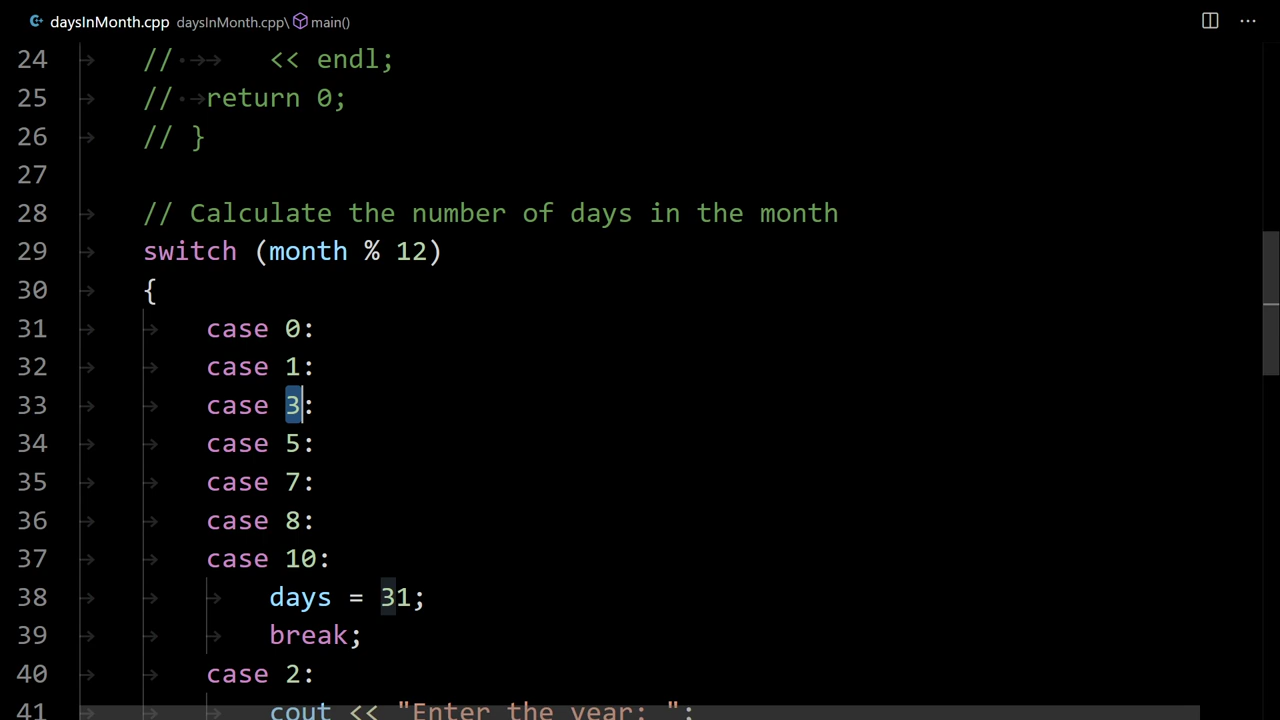 daysInMonth.cpp daysInMonth.cpp\ main()
24 // << endl;
25 // return 0;
26 // }
27
28 // Calculate the number of days in the month
29 switch (month % 12)
30 {
31 case 0:
32 case 1:
33 case 3:
34 case 5:
35 case 7:
36 case 8:
37 case 10:
38 days = 31;
39 break;
40 case 2:
41 cout << "Enter the year: ";